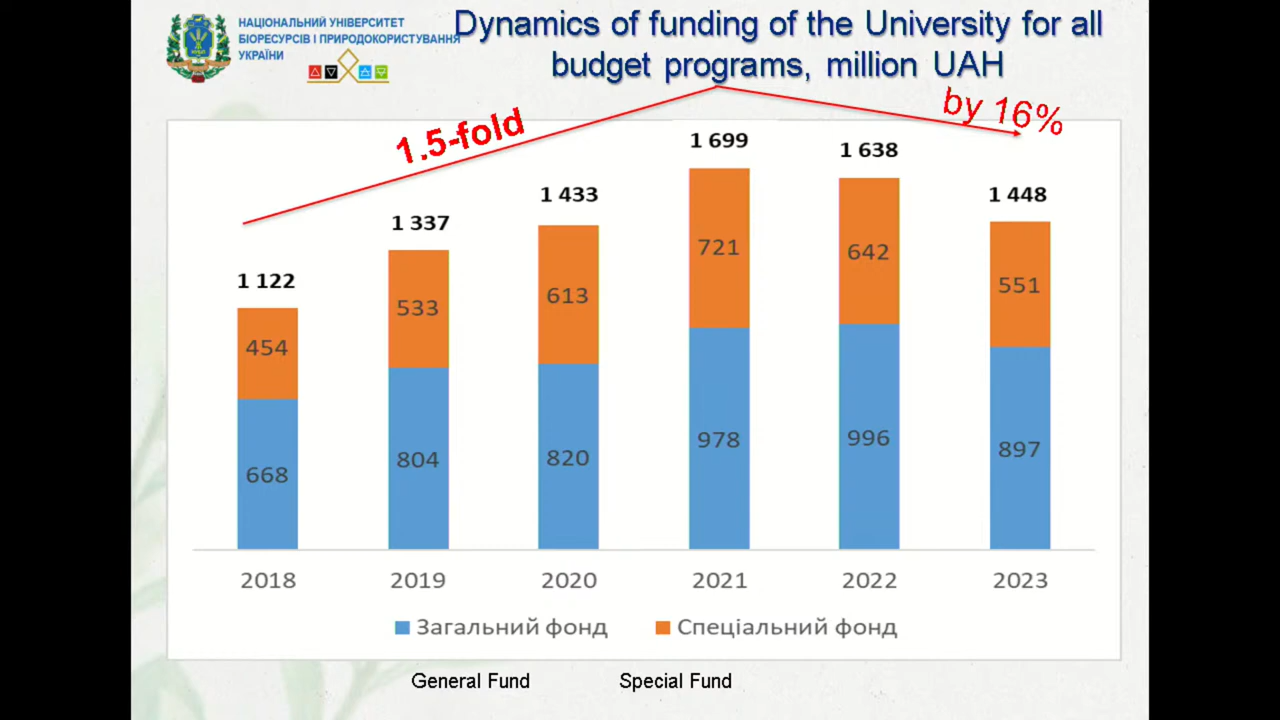 НАЦІОНАЛЬНИЙ УНІВЕРСИТЕТ
БІОРЕСУРСІВ І ПРИРОДОКОРИСТУВАННЯ
УКРАЇНИ
Dynamics of funding of the University for all
budget programs, million UAH
1.5-fold
by 16%
1 122
1 337
1 433
1 699
1 638
1 448
454
533
613
721
642
551
668
804
820
978
996
897
2018
2019
2020
2021
2022
2023
Загальний фонд
Спеціальний фонд
General Fund
Special Fund